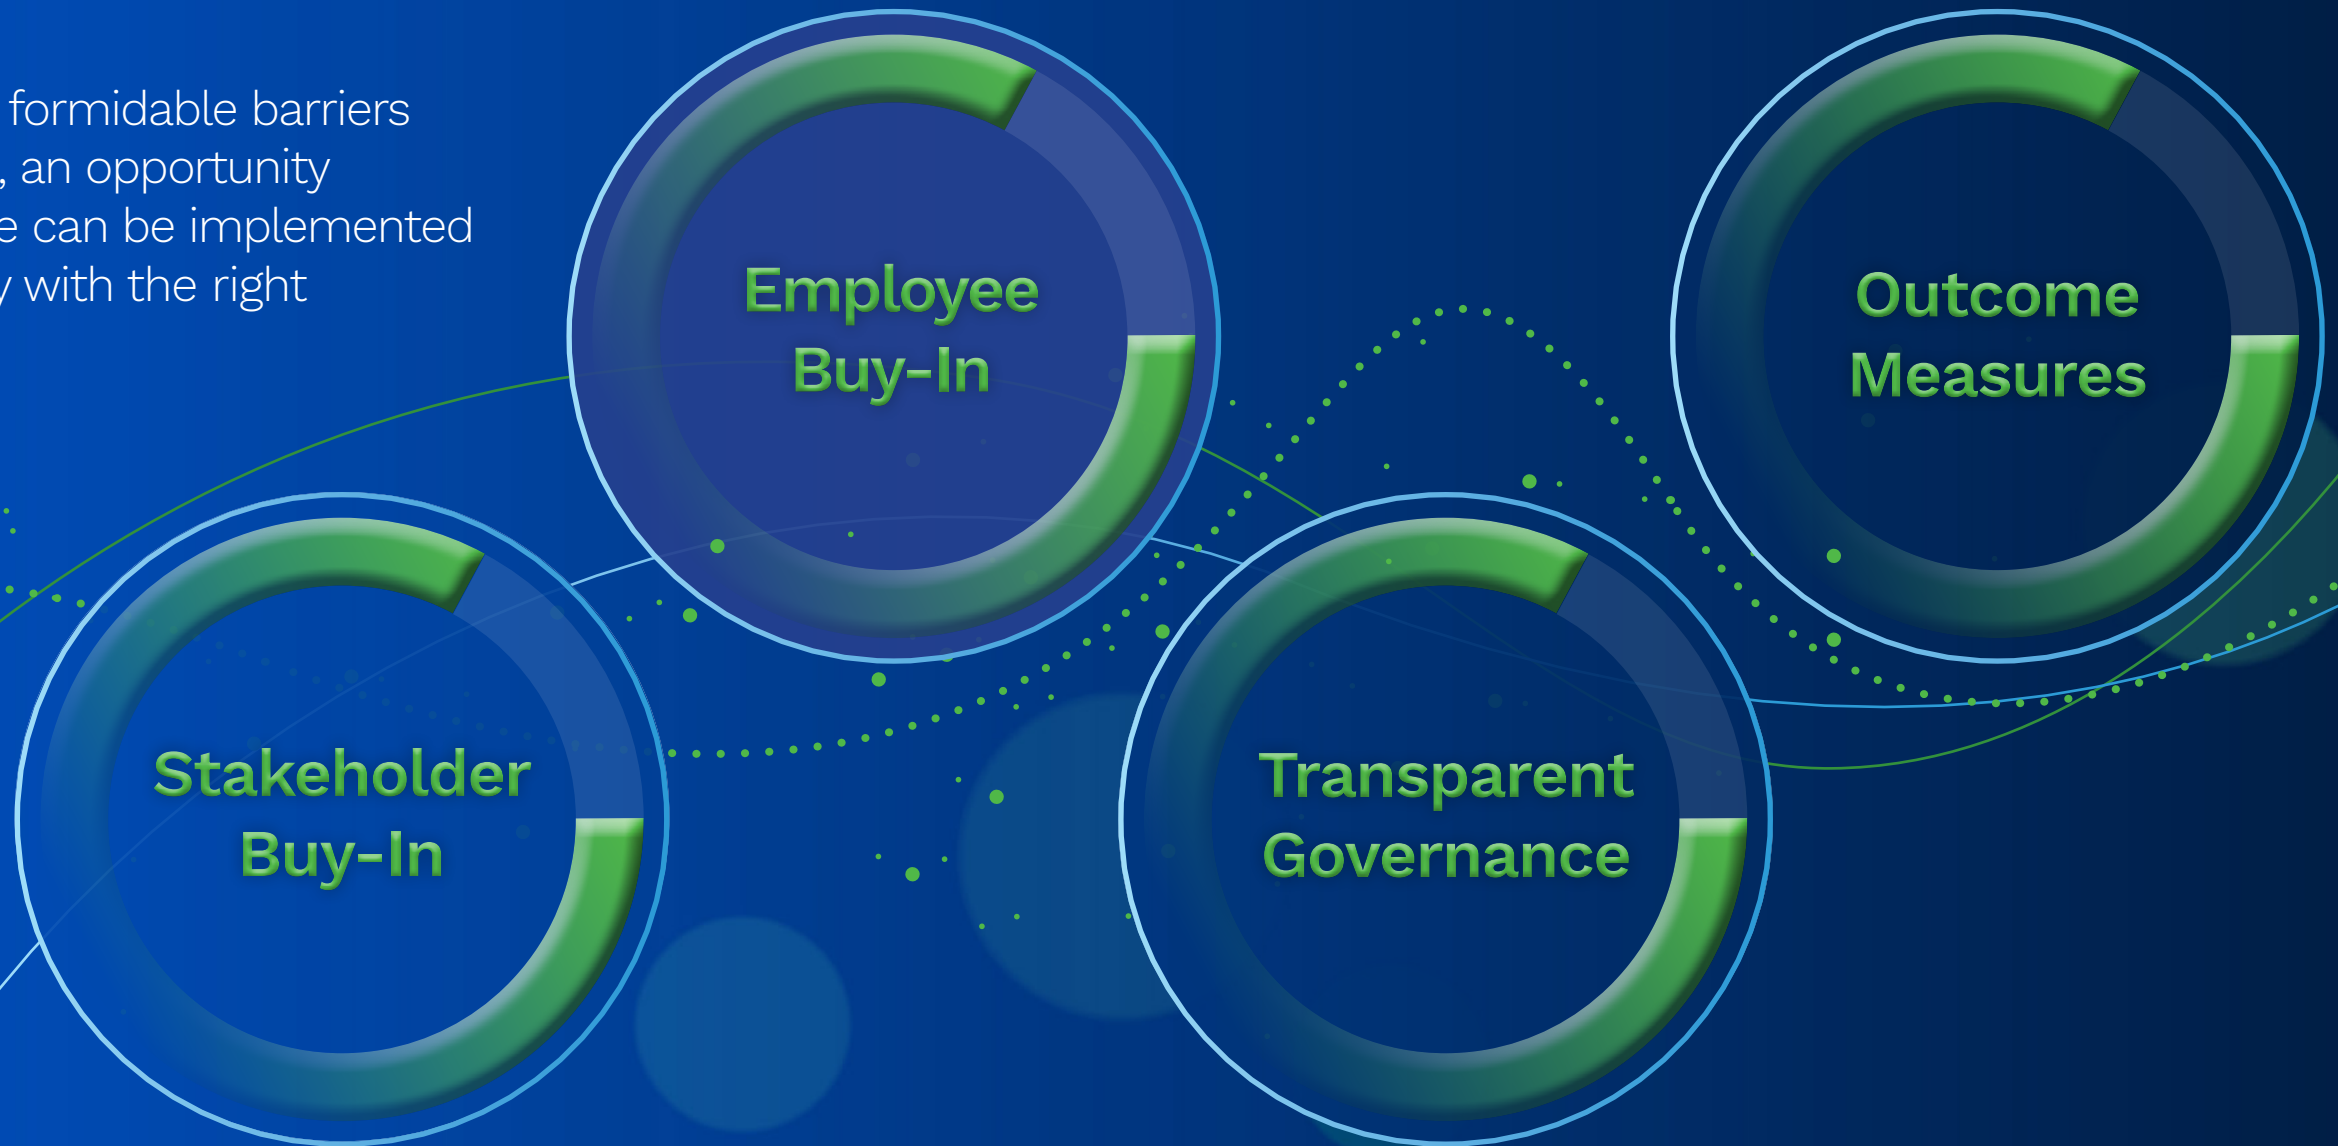 formidable barriers
, an opportunity
e can be implemented
y with the right
Employee
Buy-In
Outcome
Measures
Stakeholder
Buy-In
Transparent
Governance